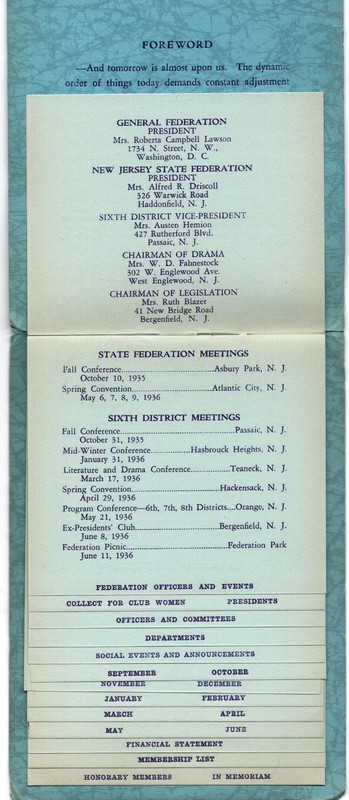 FOREWORD
—And tomorrow is almost upon us. The dynamic
order of things today demands constant adjustment
GENERAL FEDERATION
PRESIDENT
Mrs. Roberta Campbell Lawson
1734 N. Street, N. W.,
Washington, D. C.
NEW JERSEY STATE FEDERATION
PRESIDENT
Mrs. Alfred R. Driscoll
326 Warwick Road
Haddonfield, N. J.
SIXTH DISTRICT VICE-PRESIDENT
Mrs. Austen Hemion
427 Rutherford Blvd.
Passaic, N. J.
CHAIRMAN OF DRAMA
Mrs. W. D. Fahnestock
302 W. Englewood Ave.
West Englewood, N. J.
CHAIRMAN OF LEGISLATION
Mrs. Ruth Blazer
41 New Bridge Road
Bergenfield, N. J.
STATE FEDERATION MEETINGS
Fall Conference..............................Asbury Park, N. J.
October 10, 1935
Spring Convention..............................Atlantic City, N. J.
May 6, 7, 8, 9, 1936
SIXTH DISTRICT MEETINGS
Fall Conference..............................Passaic, N. J.
October 31, 1935
Mid-Winter Conference............Hasbrouck Heights, N. J.
January 31, 1936
Literature and Drama Conference............Teaneck, N. J.
March 17, 1936
Spring Convention..............................Hackensack, N. J.
April 29, 1936
Program Conference—6th, 7th, 8th Districts....Orange, N. J.
May 21, 1936
Ex-Presidents' Club..............................Bergenfield, N. J.
June 8, 1936
Federation Picnic..............................Federation Park
June 11, 1936
FEDERATION OFFICERS AND EVENTS
COLLECT FOR CLUB WOMEN PRESIDENTS
OFFICERS AND COMMITTEES
DEPARTMENTS
SOCIAL EVENTS AND ANNOUNCEMENTS
SEPTEMBER OCTOBER
NOVEMBER DECEMBER
JANUARY FEBRUARY
MARCH APRIL
MAY JUNE
FINANCIAL STATEMENT
MEMBERSHIP LIST
HONORARY MEMBERS IN MEMORIAM